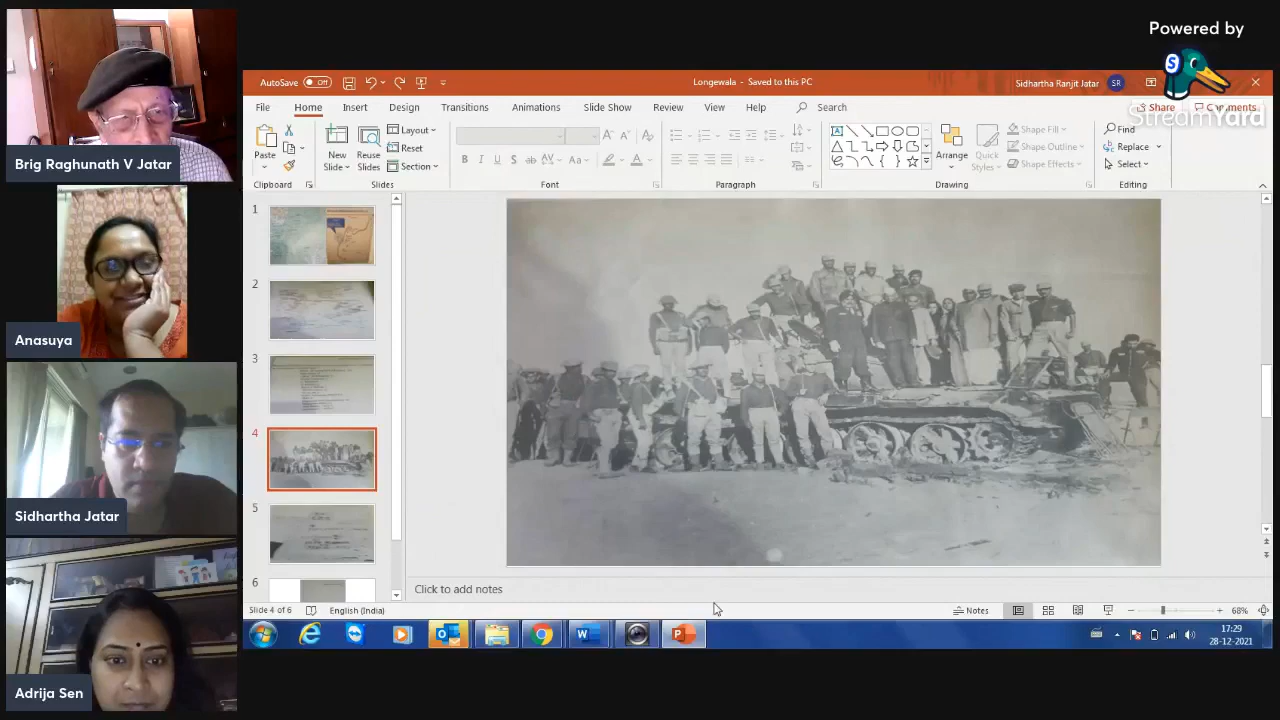 Powered by
StreamYard
Brig Raghunath V Jatar
Anasuya
Sidhartha Jatar
Adrija Sen
AutoSave Off
Longewala - Saved to this PC
Sidhartha Ranjit Jatar SR
File Home Insert Design Transitions Animations Slide Show Review View Help Search Share Comments
Paste
New Slide
Reuse Slides
Layout
Reset
Section
Arrange
Quick Styles
Shape Fill
Shape Outline
Shape Effects
Find
Replace
Select
Clipboard Slides Font Paragraph Drawing Editing
1
2
3
4
5
6
Click to add notes
Slide 4 of 6 English (India) Notes 68%
17:29
28-12-2021